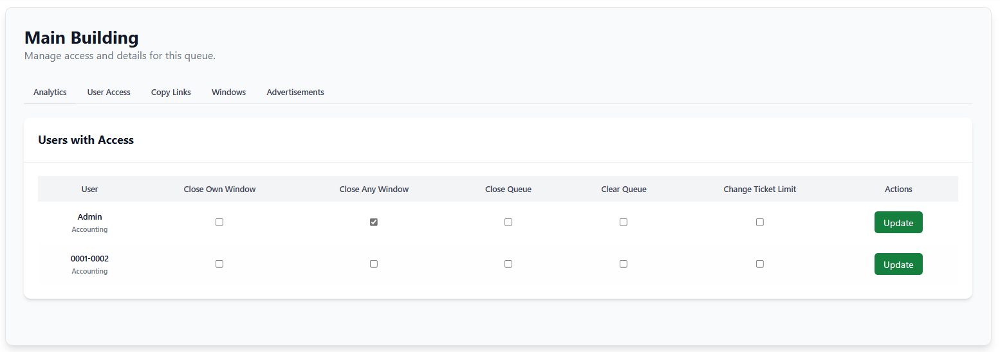 Main Building
Manage access and details for this queue.
Analytics User Access Copy Links Windows Advertisements
Users with Access
User Close Own Window Close Any Window Close Queue Clear Queue Change Ticket Limit Actions
Admin
Accounting
Update
0001-0002
Accounting
Update